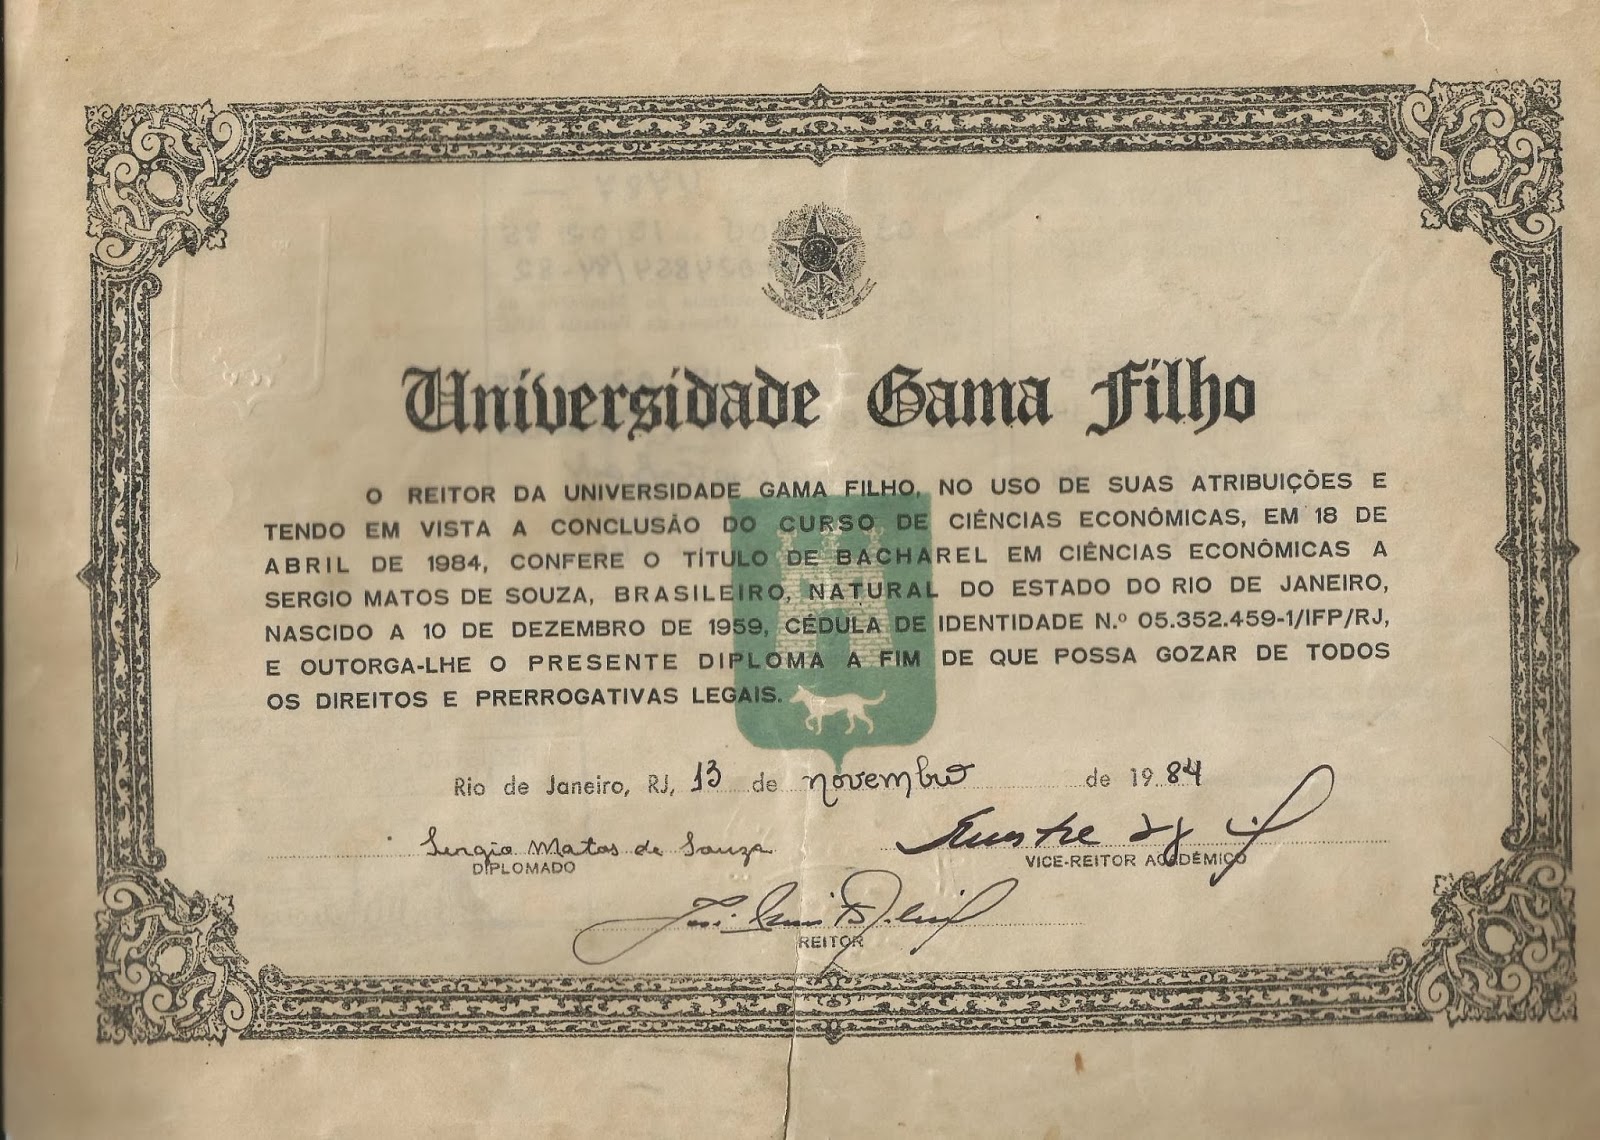 Universidade Gama Filho
O REITOR DA UNIVERSIDADE GAMA FILHO, NO USO DE SUAS ATRIBUIÇÕES E
TENDO EM VISTA A CONCLUSÃO DO CURSO DE CIÊNCIAS ECONÔMICAS, EM 18 DE
ABRIL DE 1984, CONFERE O TÍTULO DE BACHAREL EM CIÊNCIAS ECONÔMICAS A
SERGIO MATOS DE SOUZA, BRASILEIRO, NATURAL DO ESTADO DO RIO DE JANEIRO,
NASCIDO A 10 DE DEZEMBRO DE 1959, CÉDULA DE IDENTIDADE N.º 05.352.459-1/IFP/RJ,
E OUTORGA-LHE O PRESENTE DIPLOMA A FIM DE QUE POSSA GOZAR DE TODOS
OS DIREITOS E PRERROGATIVAS LEGAIS.
Rio de Janeiro, RJ, 13 de novembro de 1984
Sergio Matos de Souza
DIPLOMADO
VICE-REITOR ACADÊMICO
REITOR